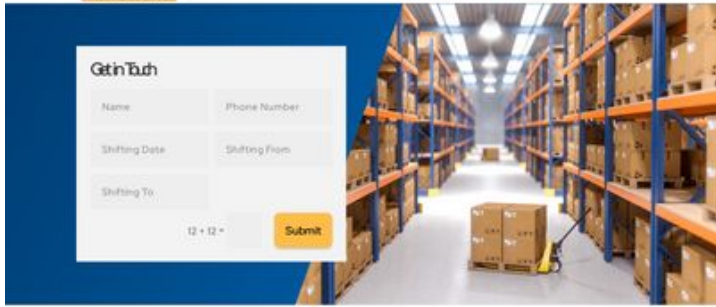 Get in Touch
Name Phone Number
Shifting Date Shifting From
Shifting To
12 + 12 = Submit